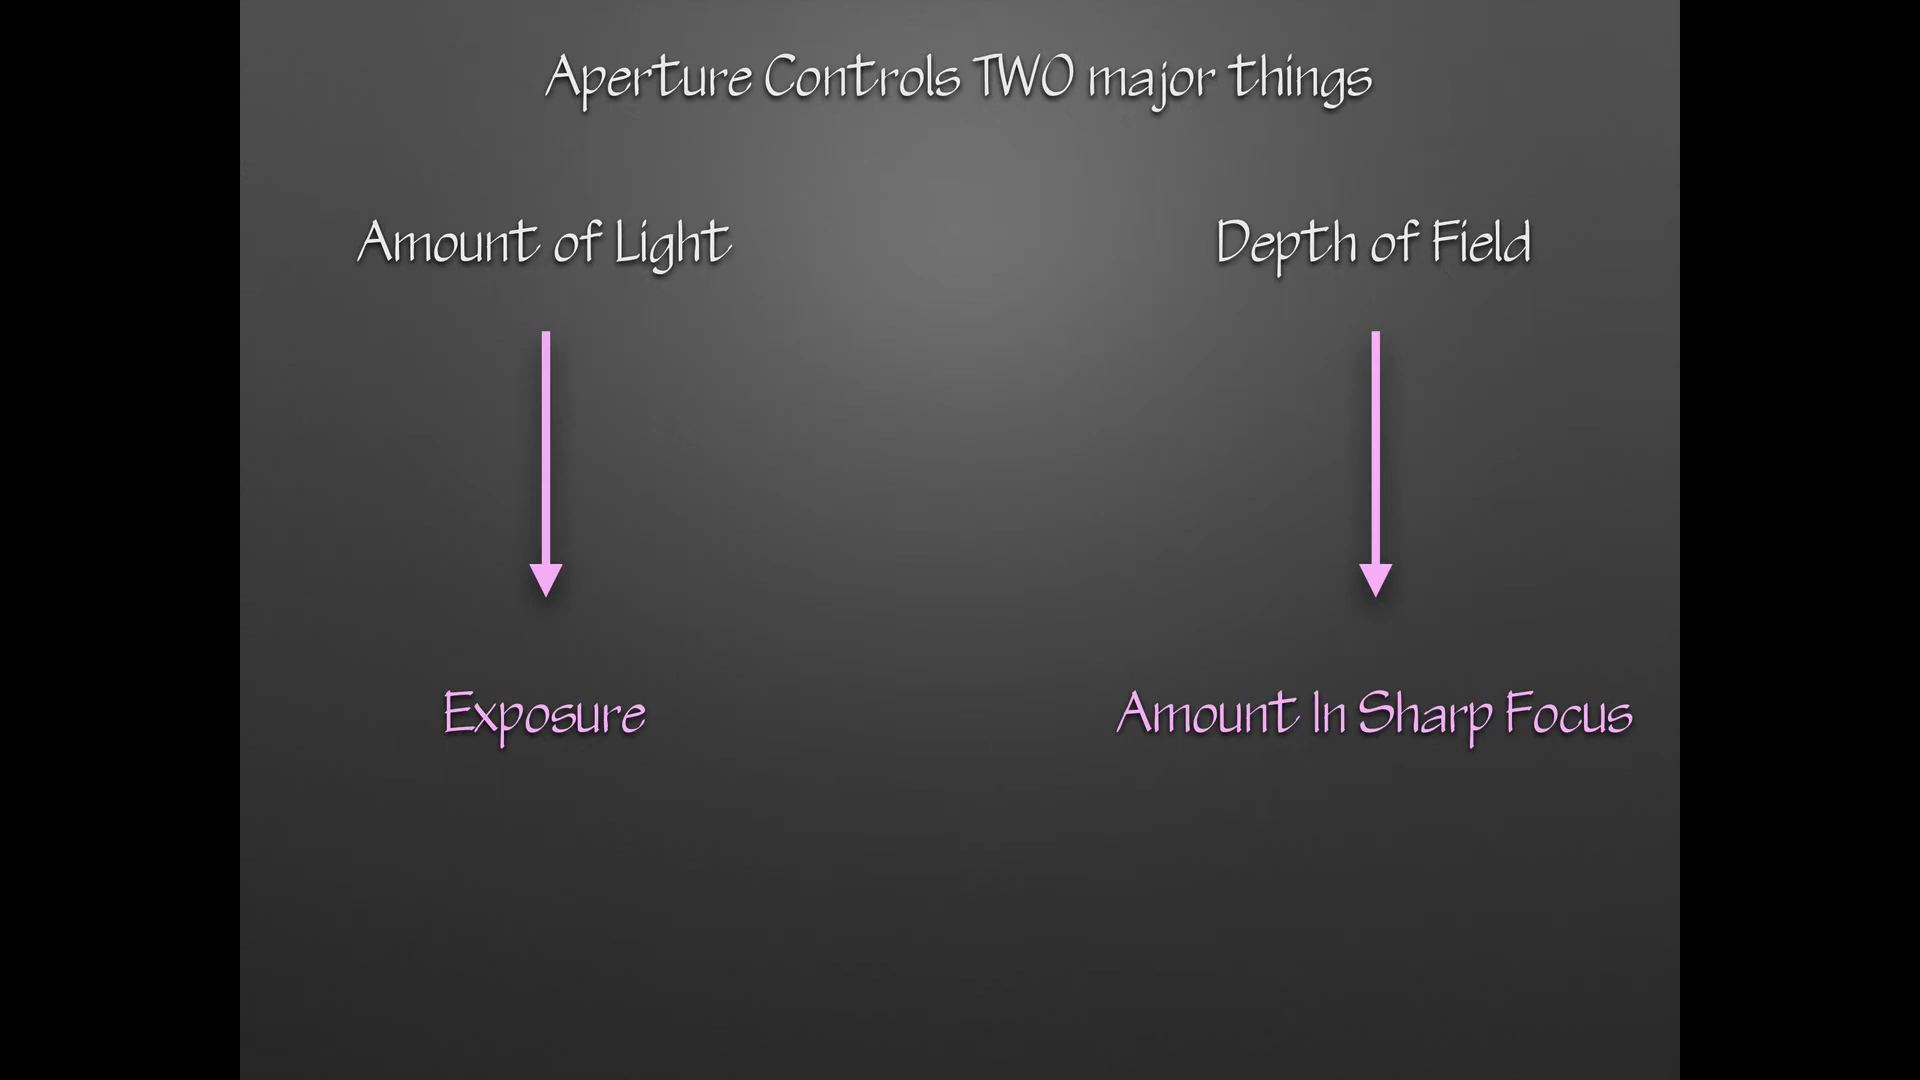 Aperture Controls TWO major things
Amount of Light
Depth of Field
Exposure
Amount In Sharp Focus